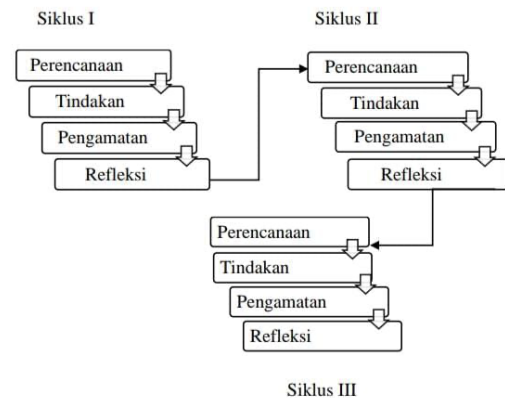 Siklus I
Perencanaan
Tindakan
Pengamatan
Refleksi
Siklus II
Perencanaan
Tindakan
Pengamatan
Refleksi
Perencanaan
Tindakan
Pengamatan
Refleksi
Siklus III